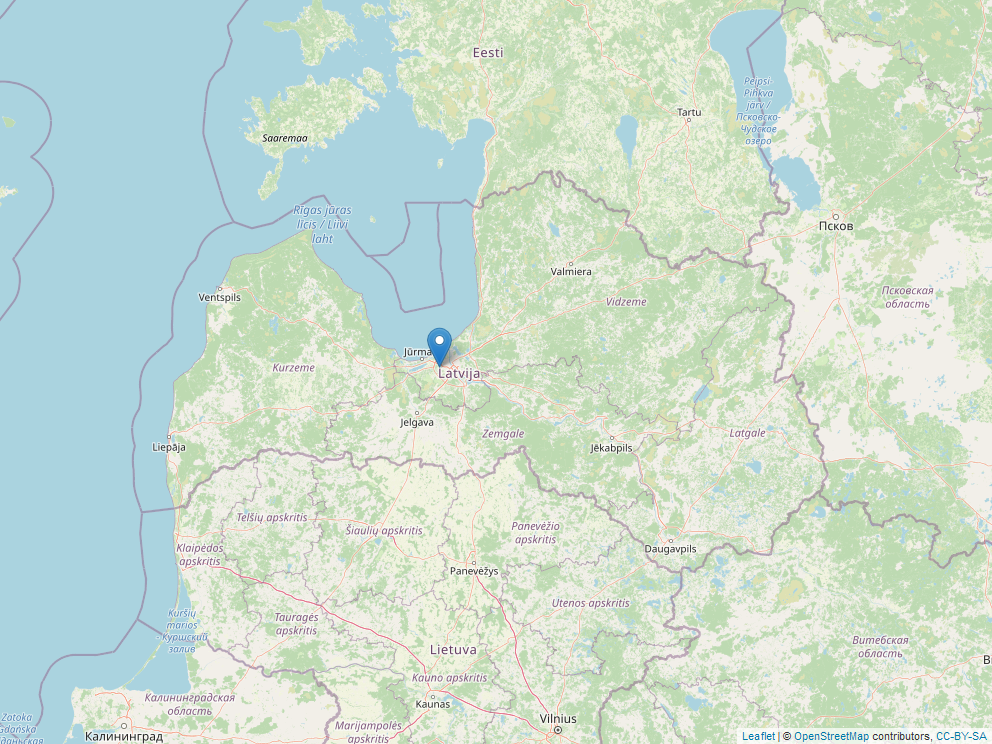 Eesti
Peipsi-
Pihkva
järv /
Псковско-
Чудское
озеро
Tartu
Saaremaa
Rīgas jūras
līcis / Liivi
laht
Псков
Valmiera
Псковская
область
Ventspils
Vidzeme
Jūrma
Kurzeme
Latvija
Jelgava
Zemgale
Latgale
Liepāja
Jēkabpils
Telšių apskritis
Šiaulių apskritis
Panevėžio
apskritis
Klaipėdos
apskritis
Daugavpils
Panevėžys
Utenos apskritis
Kuršių
marios
- Куршский
залив
Tauragės
apskritis
Lietuva
Витебская
область
Kauno apskritis
Калининградская
область
Kaunas
Zatoka
Vilnius
Marijampolės
apskritis
Калининград
Leaflet | © OpenStreetMap contributors, CC-BY-SA